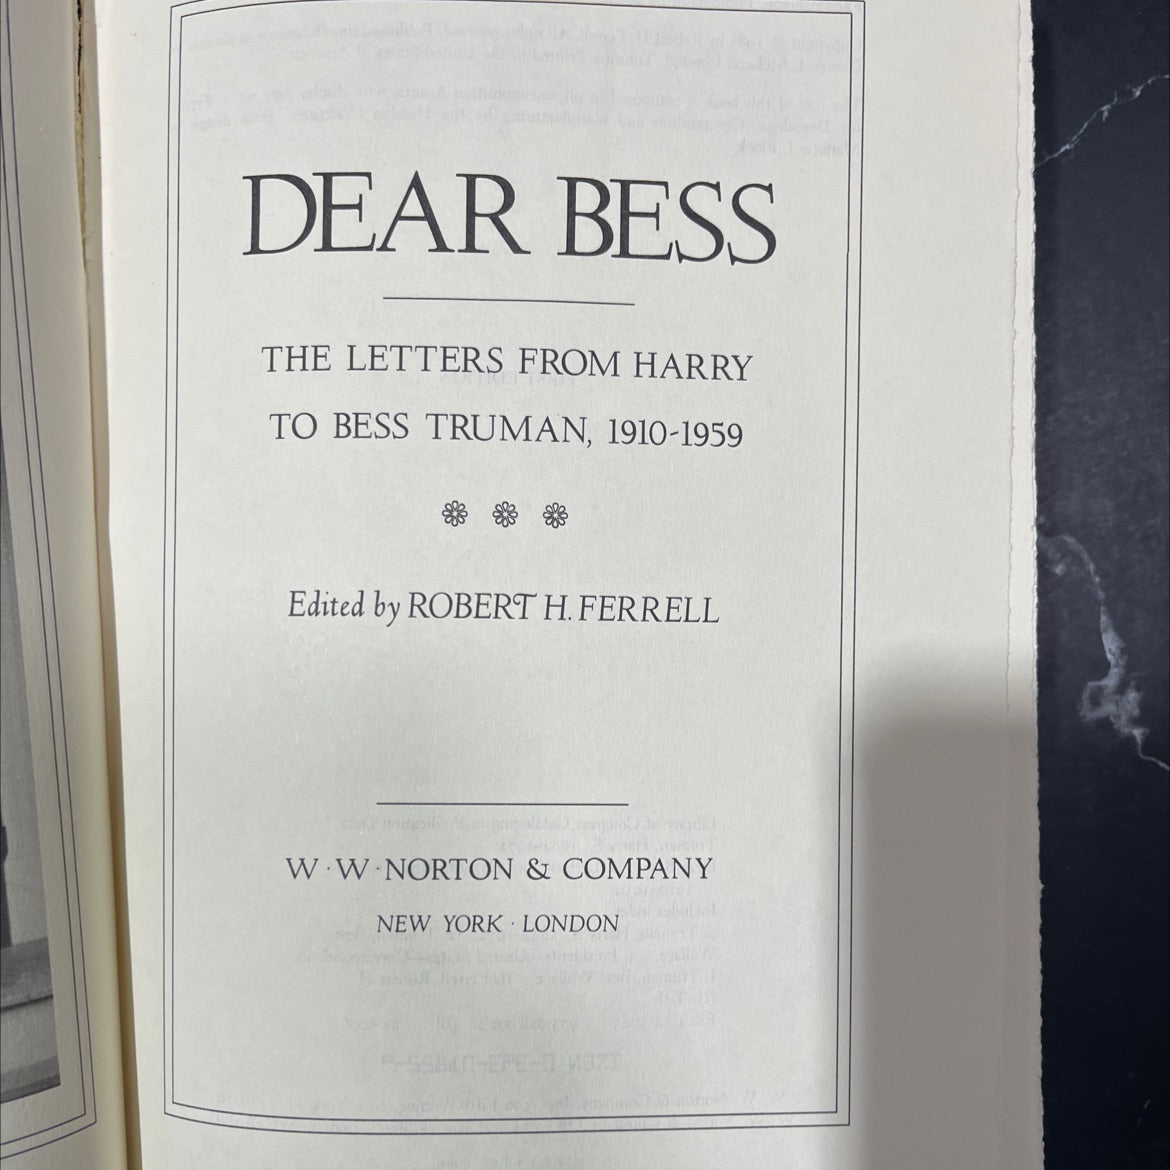 DEAR BESS
THE LETTERS FROM HARRY
TO BESS TRUMAN, 1910-1959
Edited by ROBERT H. FERRELL
W · W · NORTON & COMPANY
NEW YORK · LONDON